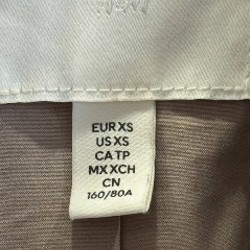 EUR XS
US XS
CA TP
MX XCH
CN
160/80A